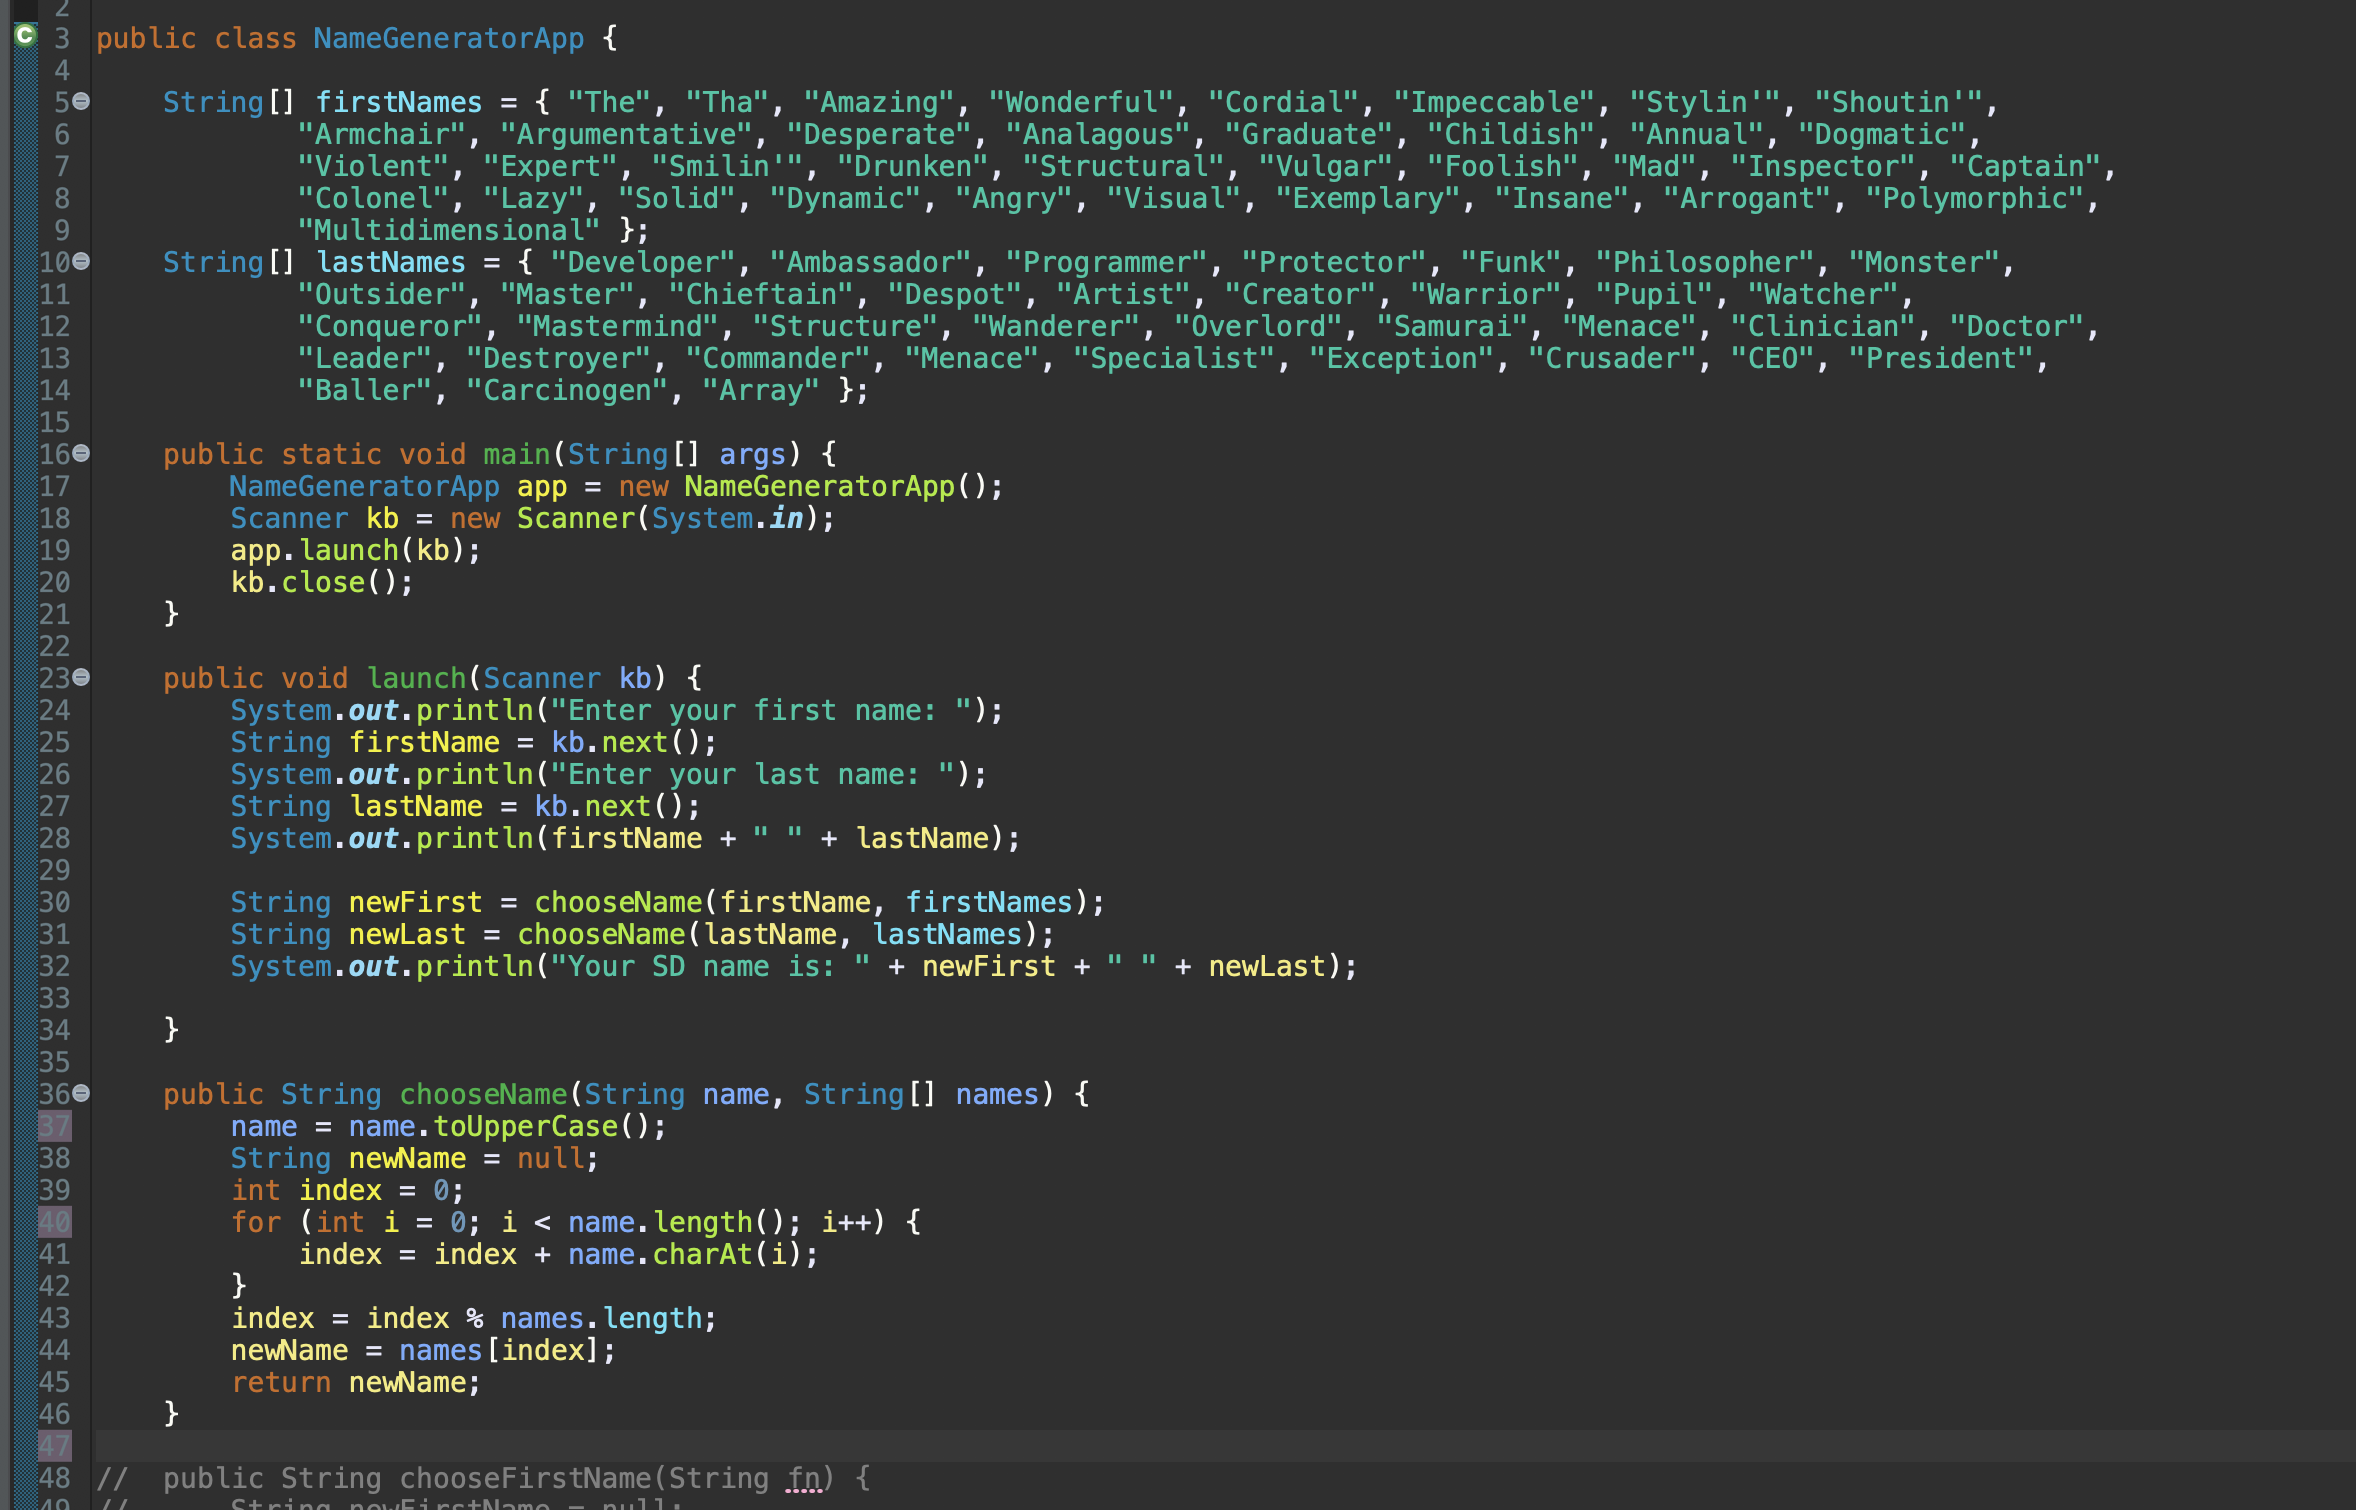 2
3 public class NameGeneratorApp {
4
5 String[] firstNames = { "The", "Tha", "Amazing", "Wonderful", "Cordial", "Impeccable", "Stylin'", "Shoutin'",
6 "Armchair", "Argumentative", "Desperate", "Analagous", "Graduate", "Childish", "Annual", "Dogmatic",
7 "Violent", "Expert", "Smilin'", "Drunken", "Structural", "Vulgar", "Foolish", "Mad", "Inspector", "Captain",
8 "Colonel", "Lazy", "Solid", "Dynamic", "Angry", "Visual", "Exemplary", "Insane", "Arrogant", "Polymorphic",
9 "Multidimensional" };
10 String[] lastNames = { "Developer", "Ambassador", "Programmer", "Protector", "Funk", "Philosopher", "Monster",
11 "Outsider", "Master", "Chieftain", "Despot", "Artist", "Creator", "Warrior", "Pupil", "Watcher",
12 "Conqueror", "Mastermind", "Structure", "Wanderer", "Overlord", "Samurai", "Menace", "Clinician", "Doctor",
13 "Leader", "Destroyer", "Commander", "Menace", "Specialist", "Exception", "Crusader", "CEO", "President",
14 "Baller", "Carcinogen", "Array" };
15
16 public static void main(String[] args) {
17 NameGeneratorApp app = new NameGeneratorApp();
18 Scanner kb = new Scanner(System.in);
19 app.launch(kb);
20 kb.close();
21 }
22
23 public void launch(Scanner kb) {
24 System.out.println("Enter your first name: ");
25 String firstName = kb.next();
26 System.out.println("Enter your last name: ");
27 String lastName = kb.next();
28 System.out.println(firstName + " " + lastName);
29
30 String newFirst = chooseName(firstName, firstNames);
31 String newLast = chooseName(lastName, lastNames);
32 System.out.println("Your SD name is: " + newFirst + " " + newLast);
33
34 }
35
36 public String chooseName(String name, String[] names) {
37 name = name.toUpperCase();
38 String newName = null;
39 int index = 0;
40 for (int i = 0; i < name.length(); i++) {
41 index = index + name.charAt(i);
42 }
43 index = index % names.length;
44 newName = names[index];
45 return newName;
46 }
47
48 // public String chooseFirstName(String fn) {
49 // String newFirstName = null;